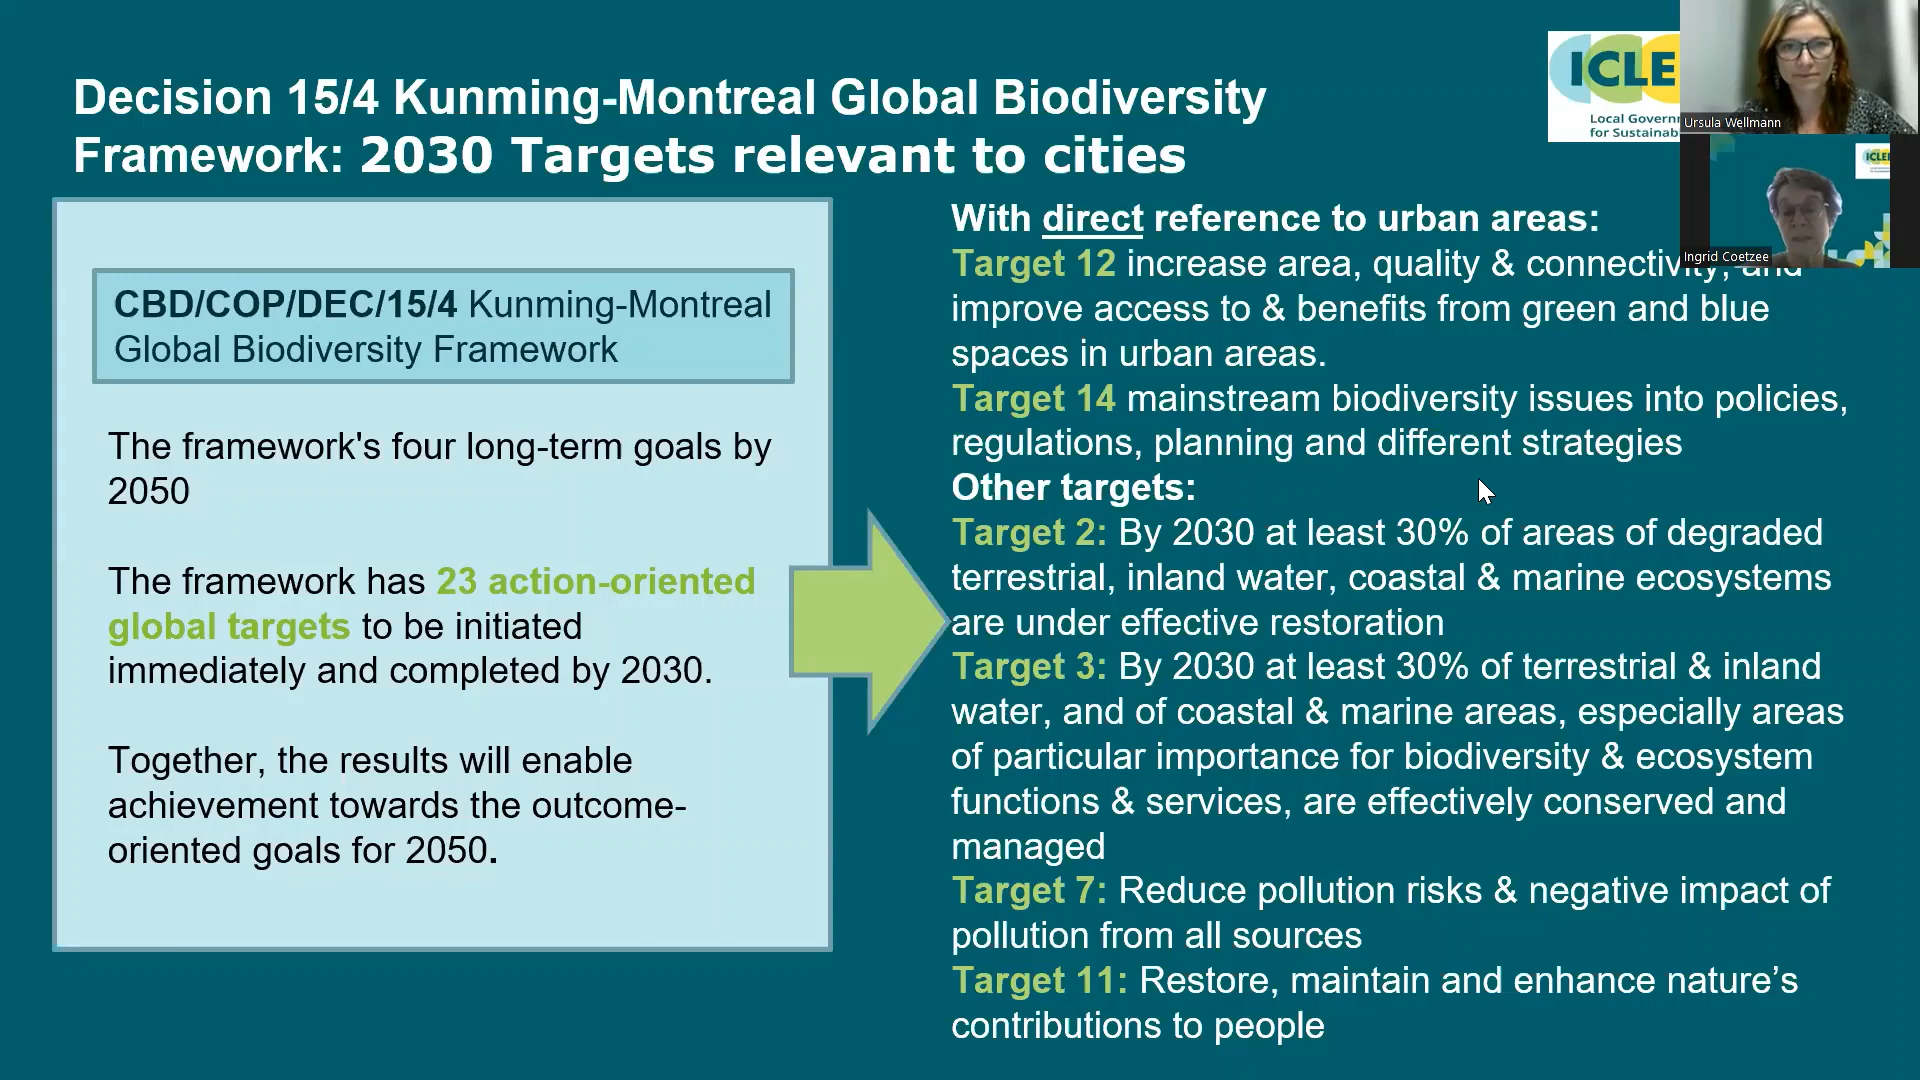 Decision 15/4 Kunming-Montreal Global Biodiversity
Framework: 2030 Targets relevant to cities
ICLE
Local Govern
for Sustainab
Ursula Wellmann
ICLE
Ingrid Coetzee
CBD/COP/DEC/15/4 Kunming-Montreal
Global Biodiversity Framework
The framework's four long-term goals by
2050
The framework has 23 action-oriented
global targets to be initiated
immediately and completed by 2030.
Together, the results will enable
achievement towards the outcome-
oriented goals for 2050.
With direct reference to urban areas:
Target 12 increase area, quality & connectivity, and
improve access to & benefits from green and blue
spaces in urban areas.
Target 14 mainstream biodiversity issues into policies,
regulations, planning and different strategies
Other targets:
Target 2: By 2030 at least 30% of areas of degraded
terrestrial, inland water, coastal & marine ecosystems
are under effective restoration
Target 3: By 2030 at least 30% of terrestrial & inland
water, and of coastal & marine areas, especially areas
of particular importance for biodiversity & ecosystem
functions & services, are effectively conserved and
managed
Target 7: Reduce pollution risks & negative impact of
pollution from all sources
Target 11: Restore, maintain and enhance nature’s
contributions to people